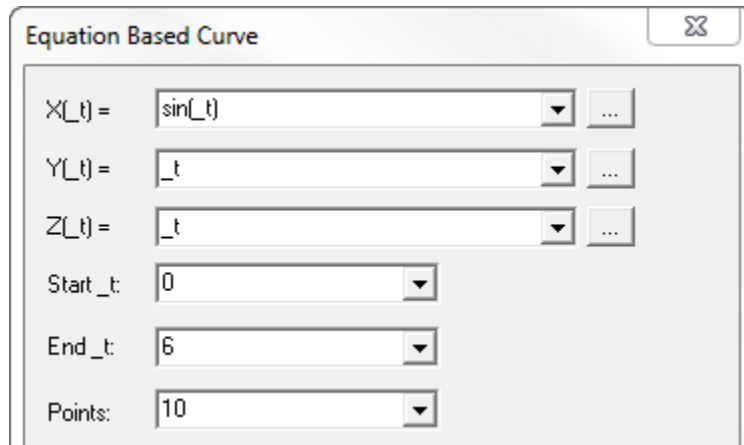 Equation Based Curve
X(_t) = sin(_t) ...
Y(_t) = _t ...
Z(_t) = _t ...
Start _t: 0
End _t: 6
Points: 10